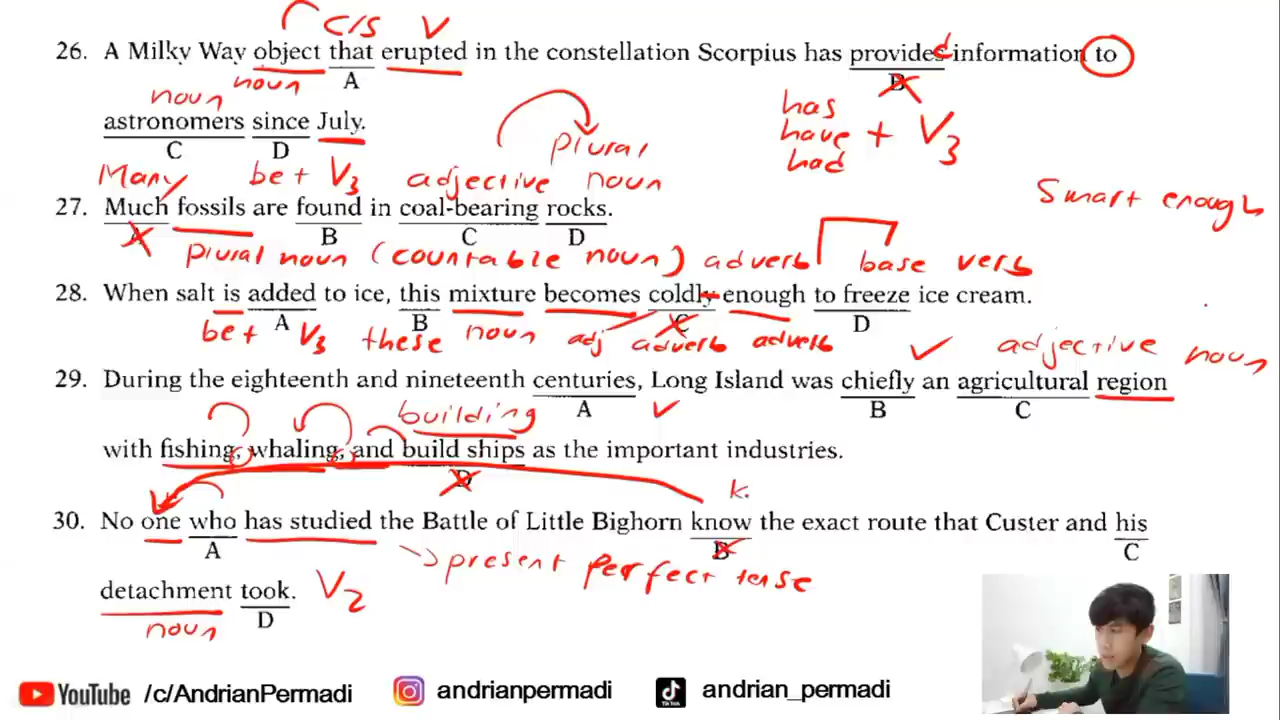 c/s V
26. A Milky Way object that erupted in the constellation Scorpius has provides information to
noun A d B
noun has
astronomers since July. have + V3
C D had
plural
Many be + V3 adjective noun
Smart enough
27. Much fossils are found in coal-bearing rocks.
A B C D
plural noun (countable noun) adverb base verb
28. When salt is added to ice, this mixture becomes coldly enough to freeze ice cream.
A B C D
be + V3 these noun adj adverb adverb
adjective noun
29. During the eighteenth and nineteenth centuries, Long Island was chiefly an agricultural region
A B C
building
with fishing, whaling, and build ships as the important industries.
D
k.
30. No one who has studied the Battle of Little Bighorn know the exact route that Custer and his
A B C
present perfect tense
detachment took. V2
noun D
YouTube /c/AdrianPermadi andrianpermadi andrian_permadi